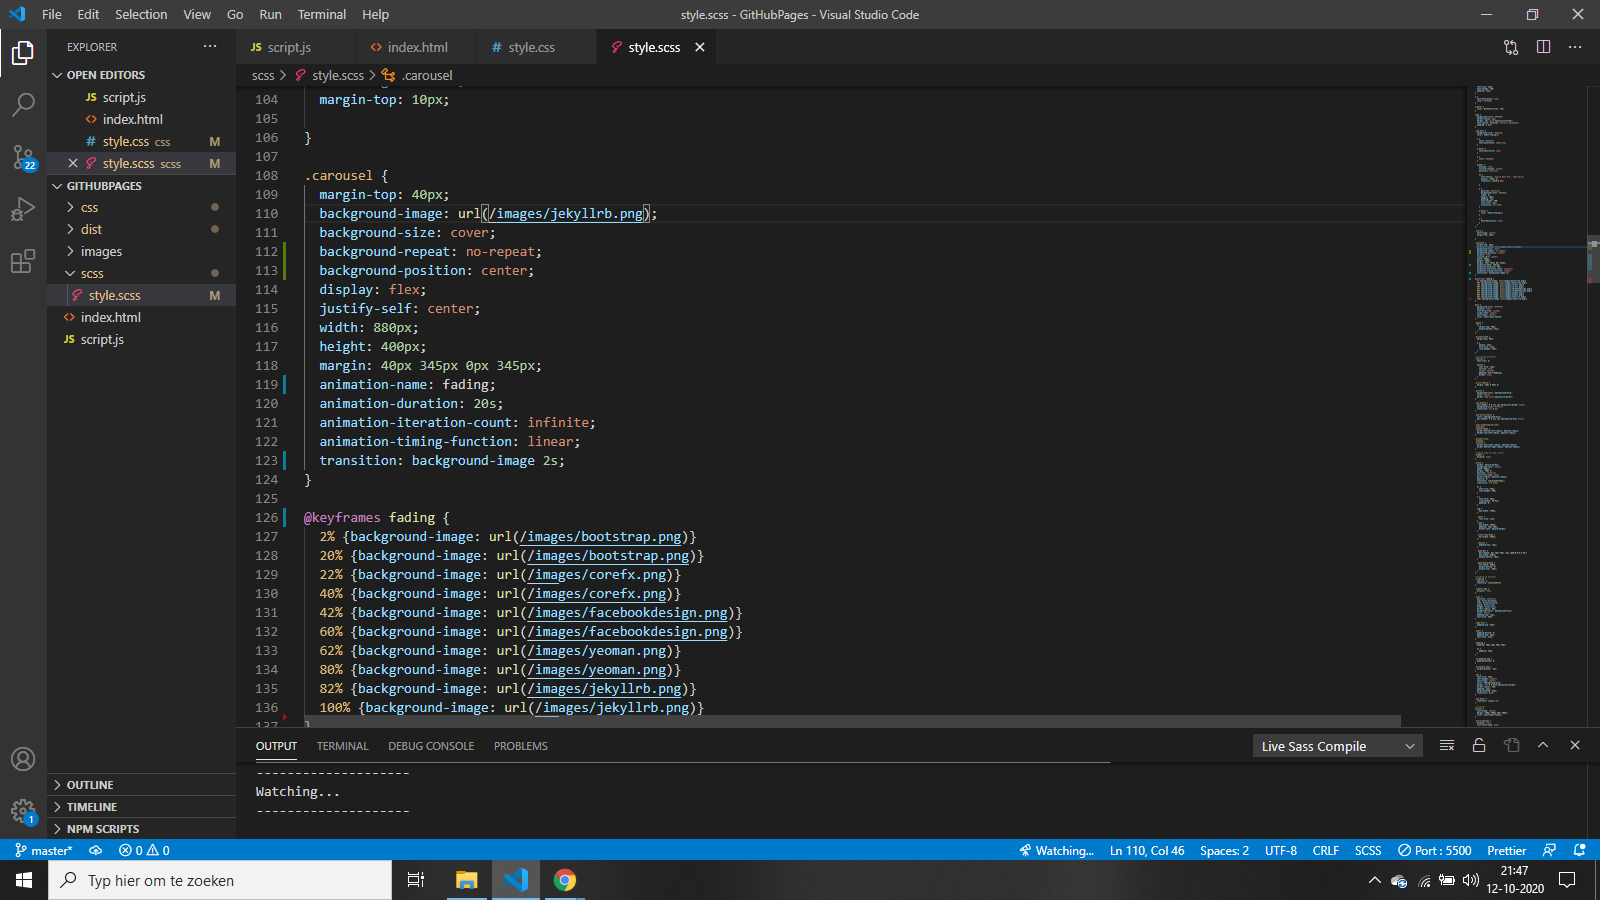 File Edit Selection View Go Run Terminal Help
style.scss - GitHubPages - Visual Studio Code
EXPLORER
OPEN EDITORS
JS script.js
<> index.html
# style.css css M
style.scss scss M
GITHUBPAGES
css
dist
images
scss
style.scss M
<> index.html
JS script.js
OUTLINE
TIMELINE
NPM SCRIPTS
22
1
JS script.js <> index.html # style.css style.scss
scss > style.scss > .carousel
104 margin-top: 10px;
105
106 }
107
108 .carousel {
109 margin-top: 40px;
110 background-image: url(/images/jekyllrb.png);
111 background-size: cover;
112 background-repeat: no-repeat;
113 background-position: center;
114 display: flex;
115 justify-self: center;
116 width: 880px;
117 height: 400px;
118 margin: 40px 345px 0px 345px;
119 animation-name: fading;
120 animation-duration: 20s;
121 animation-iteration-count: infinite;
122 animation-timing-function: linear;
123 transition: background-image 2s;
124 }
125
126 @keyframes fading {
127 2% {background-image: url(/images/bootstrap.png)}
128 20% {background-image: url(/images/bootstrap.png)}
129 22% {background-image: url(/images/corefx.png)}
130 40% {background-image: url(/images/corefx.png)}
131 42% {background-image: url(/images/facebookdesign.png)}
132 60% {background-image: url(/images/facebookdesign.png)}
133 62% {background-image: url(/images/yeoman.png)}
134 80% {background-image: url(/images/yeoman.png)}
135 82% {background-image: url(/images/jekyllrb.png)}
136 100% {background-image: url(/images/jekyllrb.png)}
137 }
OUTPUT TERMINAL DEBUG CONSOLE PROBLEMS
Live Sass Compile
--------------------
Watching...
--------------------
master* 0 0
Watching... Ln 110, Col 46 Spaces: 2 UTF-8 CRLF SCSS Port : 5500 Prettier
Typ hier om te zoeken
21:47
12-10-2020